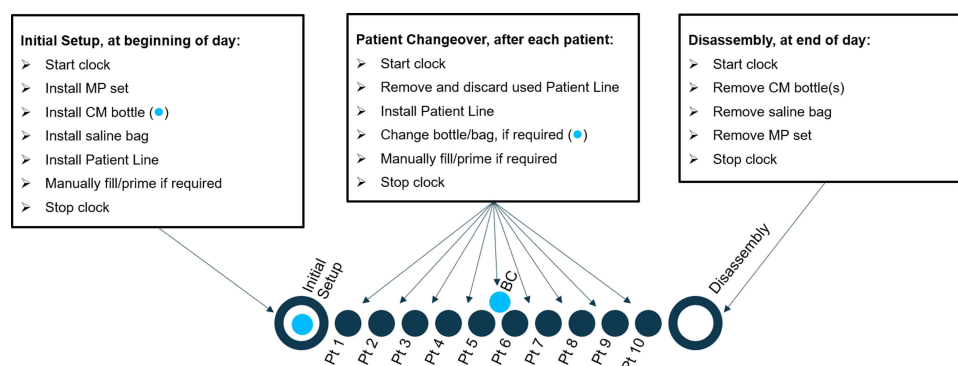 Initial Setup, at beginning of day:
➢ Start clock
➢ Install MP set
➢ Install CM bottle (●)
➢ Install saline bag
➢ Install Patient Line
➢ Manually fill/prime if required
➢ Stop clock
Patient Changeover, after each patient:
➢ Start clock
➢ Remove and discard used Patient Line
➢ Install Patient Line
➢ Change bottle/bag, if required (●)
➢ Manually fill/prime if required
➢ Stop clock
Disassembly, at end of day:
➢ Start clock
➢ Remove CM bottle(s)
➢ Remove saline bag
➢ Remove MP set
➢ Stop clock
Initial
Setup
BC
Disassembly
Pt 1
Pt 2
Pt 3
Pt 4
Pt 5
Pt 6
Pt 7
Pt 8
Pt 9
Pt 10